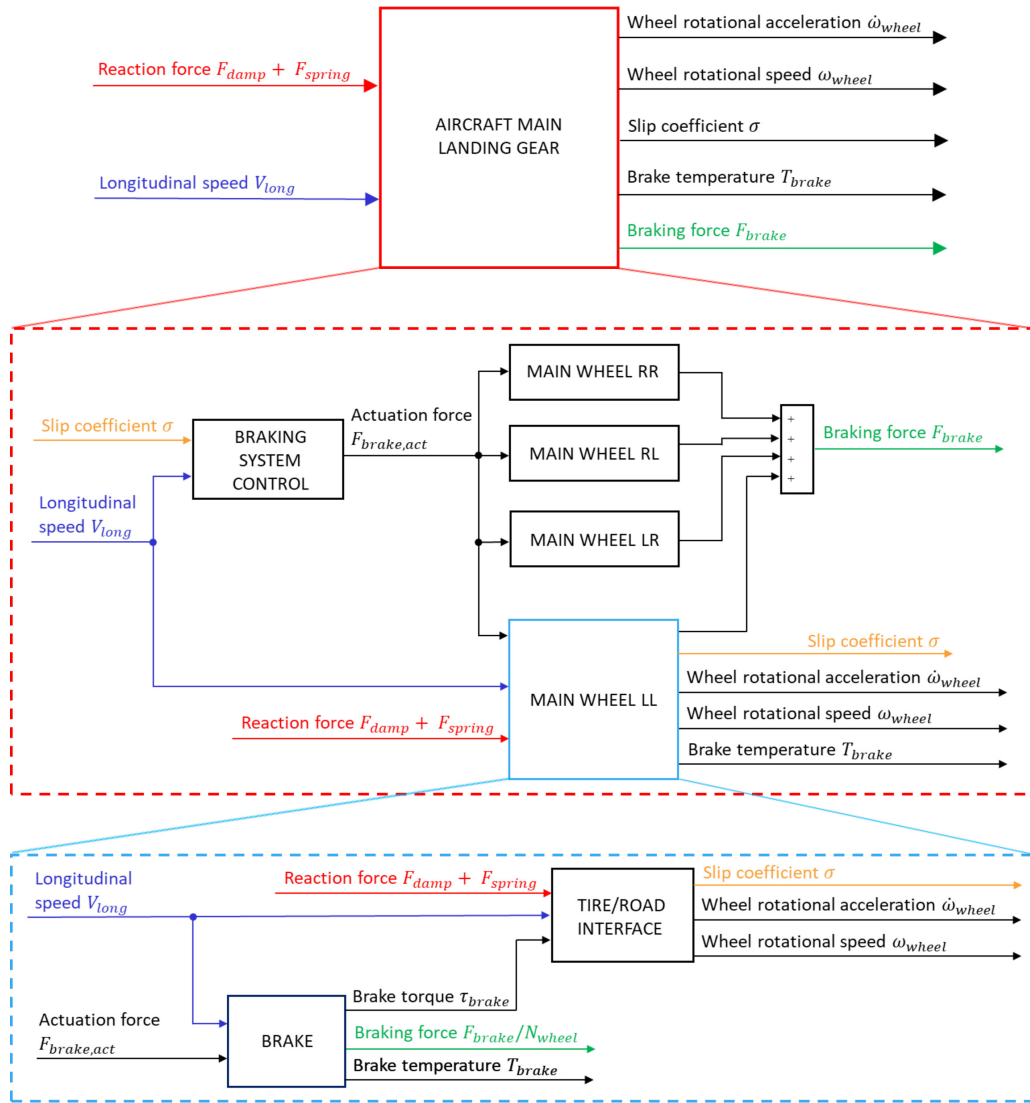 Wheel rotational acceleration ω̇_wheel
Reaction force F_damp + F_spring
Wheel rotational speed ω_wheel
AIRCRAFT MAIN
LANDING GEAR
Slip coefficient σ
Longitudinal speed V_long
Brake temperature T_brake
Braking force F_brake
MAIN WHEEL RR
Slip coefficient σ
BRAKING
SYSTEM
CONTROL
Actuation force
F_brake,act
MAIN WHEEL RL
+
+
+
+
Braking force F_brake
Longitudinal
speed V_long
MAIN WHEEL LR
MAIN WHEEL LL
Slip coefficient σ
Wheel rotational acceleration ω̇_wheel
Reaction force F_damp + F_spring
Wheel rotational speed ω_wheel
Brake temperature T_brake
Longitudinal
speed V_long
Reaction force F_damp + F_spring
TIRE/ROAD
INTERFACE
Slip coefficient σ
Wheel rotational acceleration ω̇_wheel
Wheel rotational speed ω_wheel
Actuation force
F_brake,act
BRAKE
Brake torque τ_brake
Braking force F_brake/N_wheel
Brake temperature T_brake